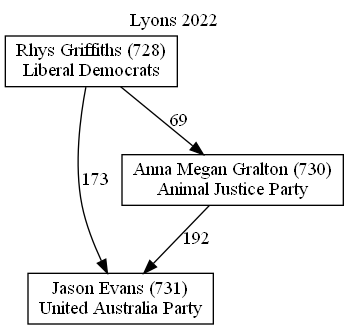 Lyons 2022
Rhys Griffiths (728)
Liberal Democrats
69
Anna Megan Gralton (730)
Animal Justice Party
173
192
Jason Evans (731)
United Australia Party